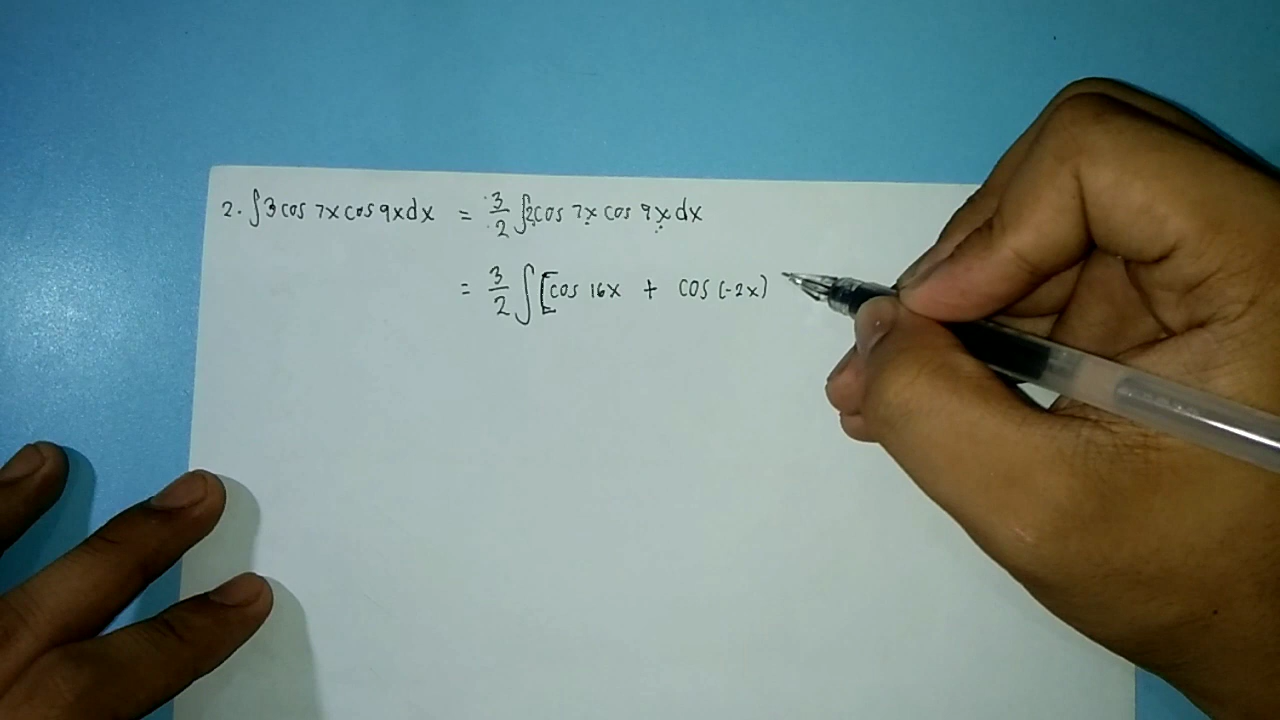 2. ∫3 cos 7x cos 9x dx = 3/2 ∫2cos 7x cos 9x dx
= 3/2 ∫[cos 16x + cos (-2x)